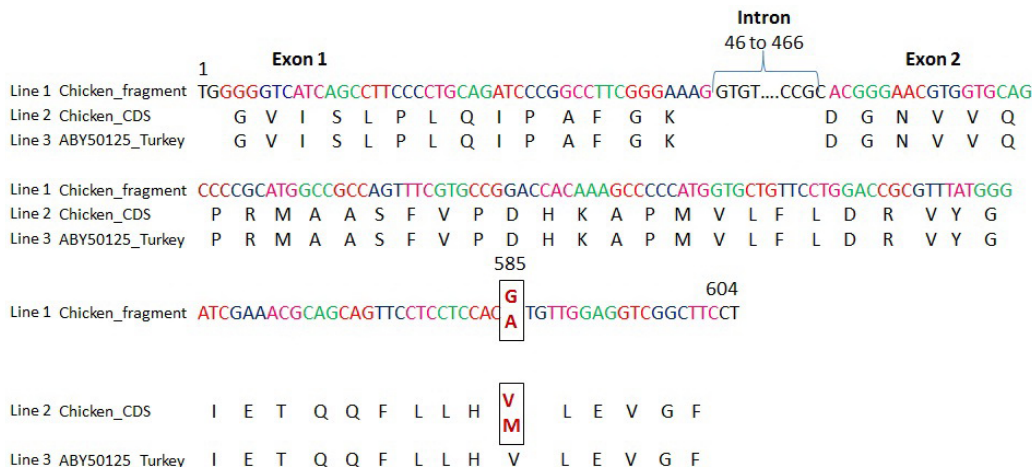 Intron
46 to 466
1
Exon 1
Exon 2
Line 1 Chicken_fragment TGGGGGTCATCAGCCTTCCCCTGCAGATCCCGGCCTTCGGGAAAG GTGT....CCGC ACGGGAACGTGGTGCAG
Line 2 Chicken_CDS G V I S L P L Q I P A F G K D G N V V Q
Line 3 ABY50125_Turkey G V I S L P L Q I P A F G K D G N V V Q
Line 1 Chicken_fragment CCCCGCATGGCCGCCAGTTTCGTGCCGGACCACAAAGCCCCCATGGTGCTGTTCCTGGACCGCGTTTATGGG
Line 2 Chicken_CDS P R M A A S F V P D H K A P M V L F L D R V Y G
Line 3 ABY50125_Turkey P R M A A S F V P D H K A P M V L F L D R V Y G
585
604
G
Line 1 Chicken_fragment ATCGAAACGCAGCAGTTCCTCCTCCAC TGTTGGAGGTCGGCTTCCT
A
V
Line 2 Chicken_CDS I E T Q Q F L L H L E V G F
M
Line 3 ABY50125_Turkey I E T Q Q F L L H V L E V G F